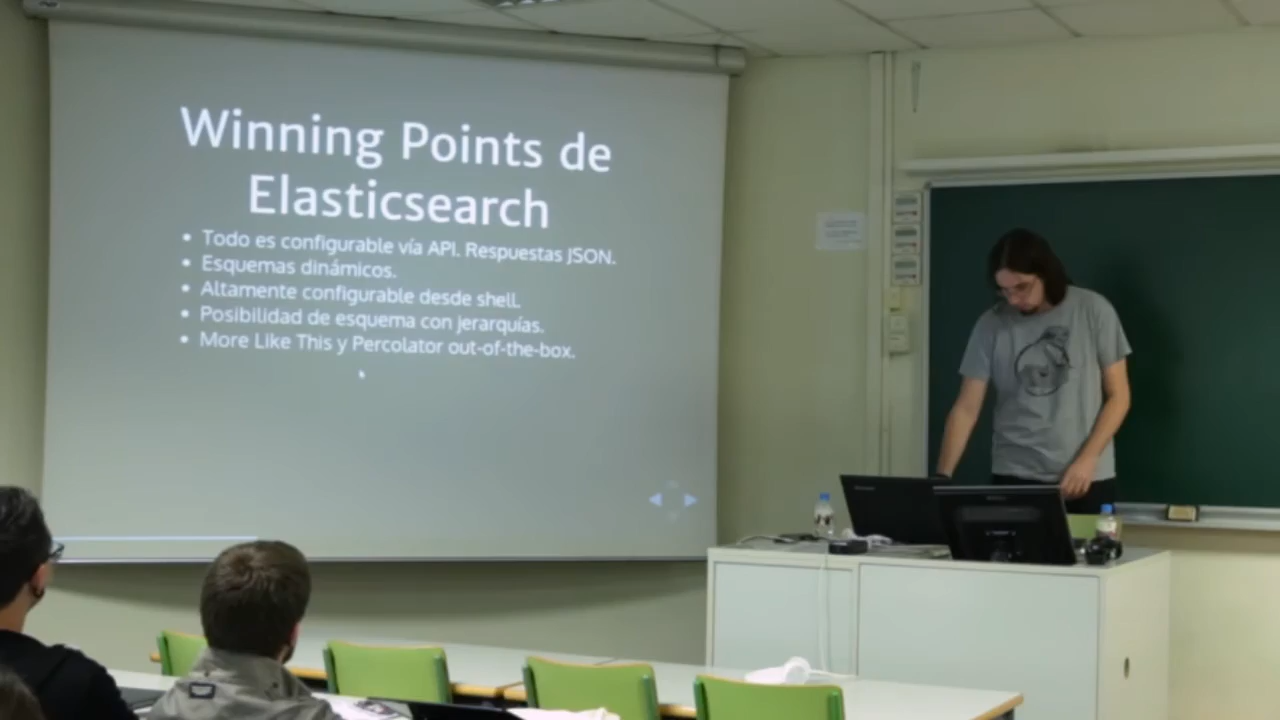 Winning Points de
Elasticsearch
• Todo es configurable vía API. Respuestas JSON.
• Esquemas dinámicos.
• Altamente configurable desde shell.
• Posibilidad de esquema con jerarquías.
• More Like This y Percolator out-of-the-box.